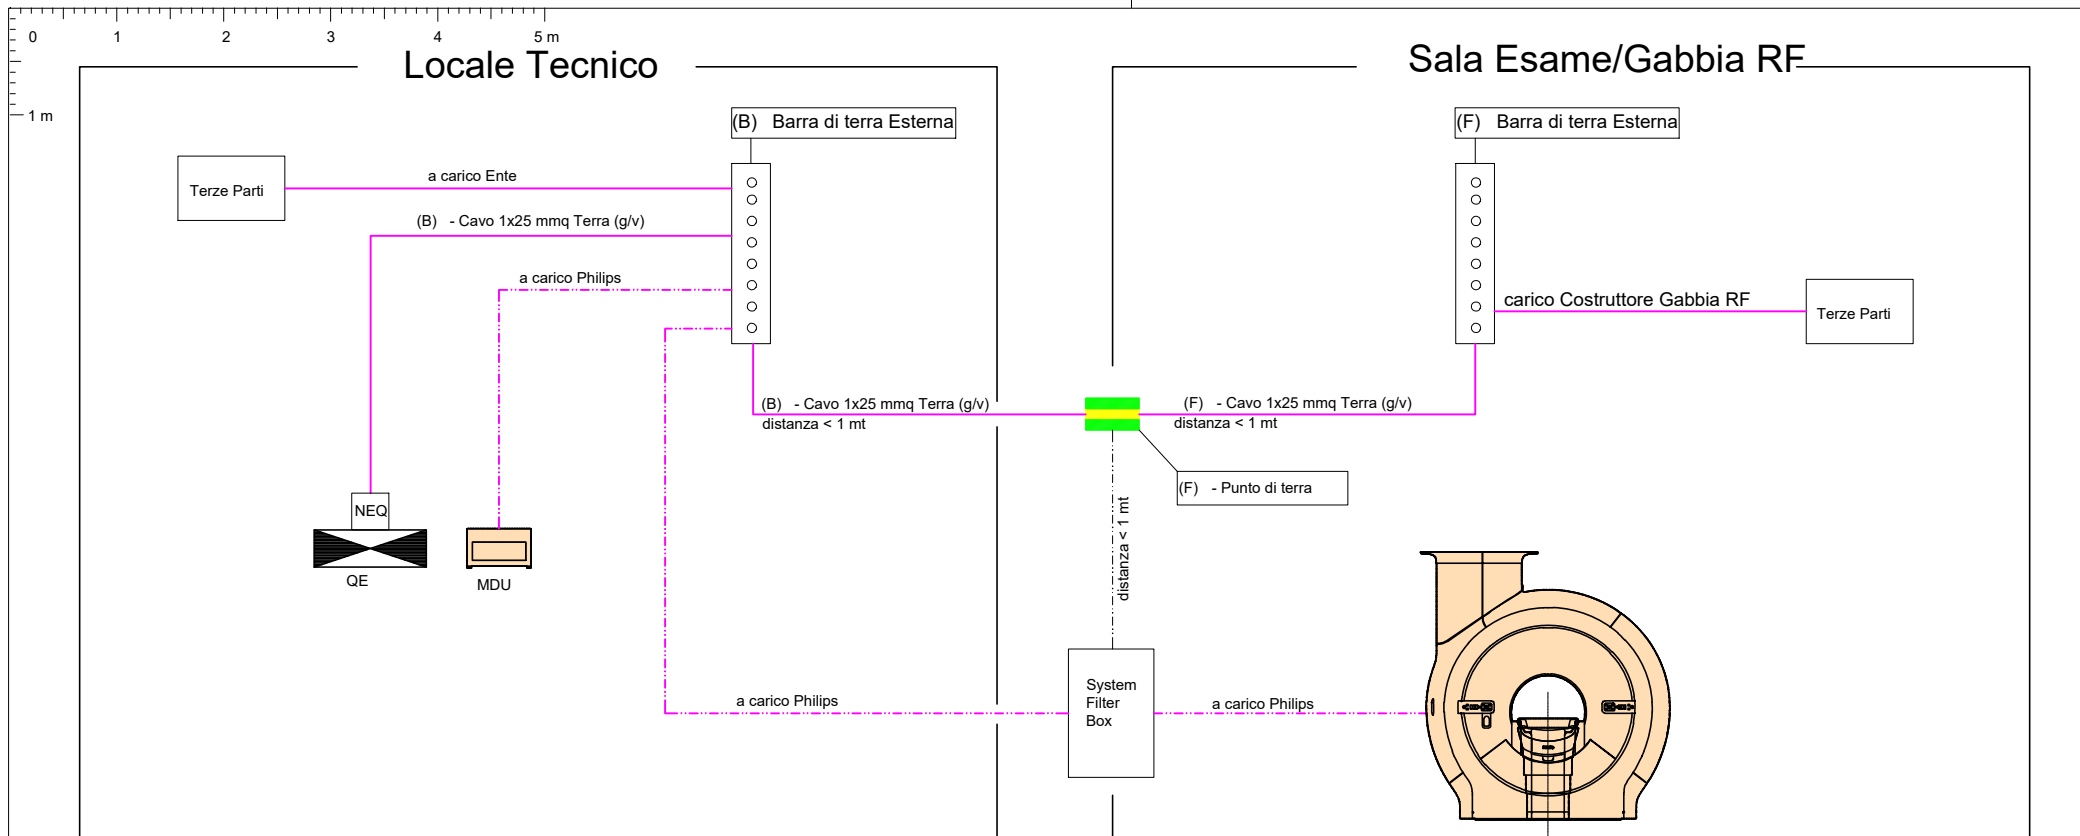 0 1 2 3 4 5 m
1 m
Locale Tecnico
Sala Esame/Gabbia RF
(B) Barra di terra Esterna
(F) Barra di terra Esterna
Terze Parti
a carico Ente
(B) - Cavo 1x25 mmq Terra (g/v)
a carico Philips
carico Costruttore Gabbia RF
Terze Parti
(B) - Cavo 1x25 mmq Terra (g/v)
distanza < 1 mt
(F) - Cavo 1x25 mmq Terra (g/v)
distanza < 1 mt
(F) - Punto di terra
distanza < 1 mt
NEQ
QE
MDU
System
Filter
Box
a carico Philips
a carico Philips